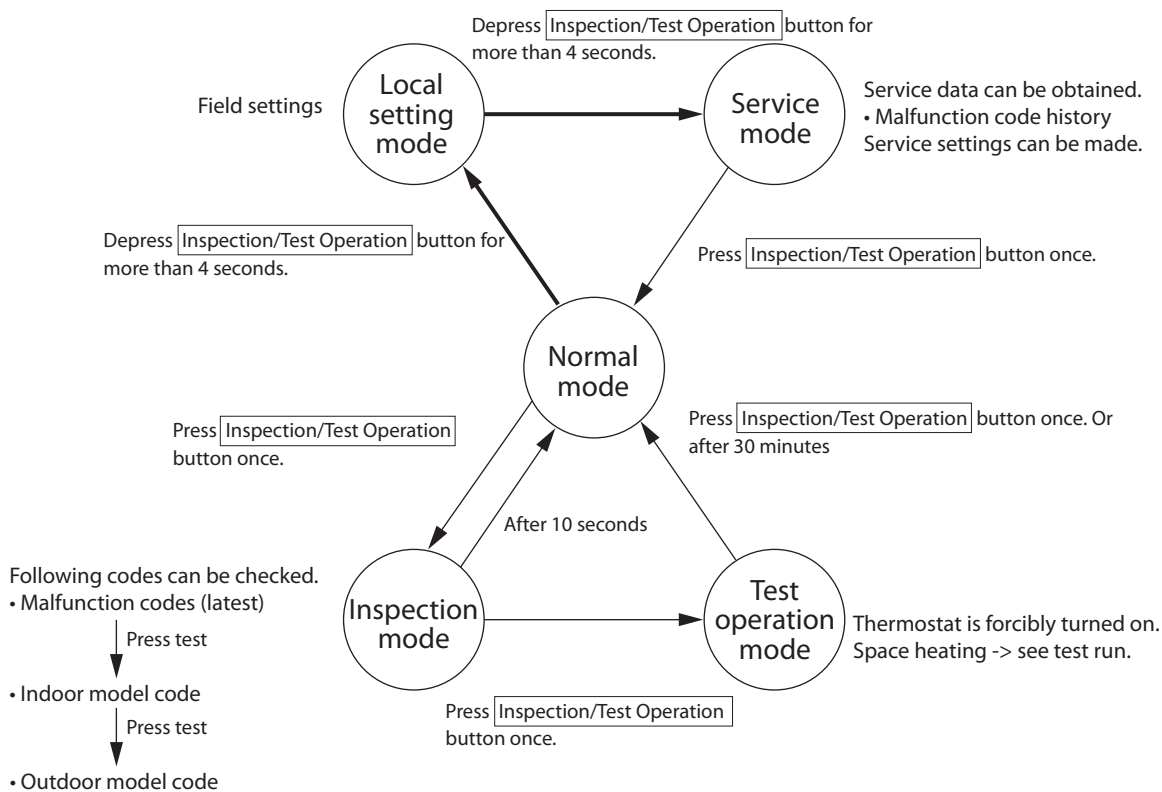 Depress Inspection/Test Operation button for
more than 4 seconds.
Field settings
Local
setting
mode
Service
mode
Service data can be obtained.
• Malfunction code history
Service settings can be made.
Depress Inspection/Test Operation button for
more than 4 seconds.
Press Inspection/Test Operation button once.
Normal
mode
Press Inspection/Test Operation
button once.
Press Inspection/Test Operation button once. Or
after 30 minutes
After 10 seconds
Following codes can be checked.
• Malfunction codes (latest)
Press test
• Indoor model code
Press test
• Outdoor model code
Inspection
mode
Test
operation
mode
Thermostat is forcibly turned on.
Space heating -> see test run.
Press Inspection/Test Operation
button once.